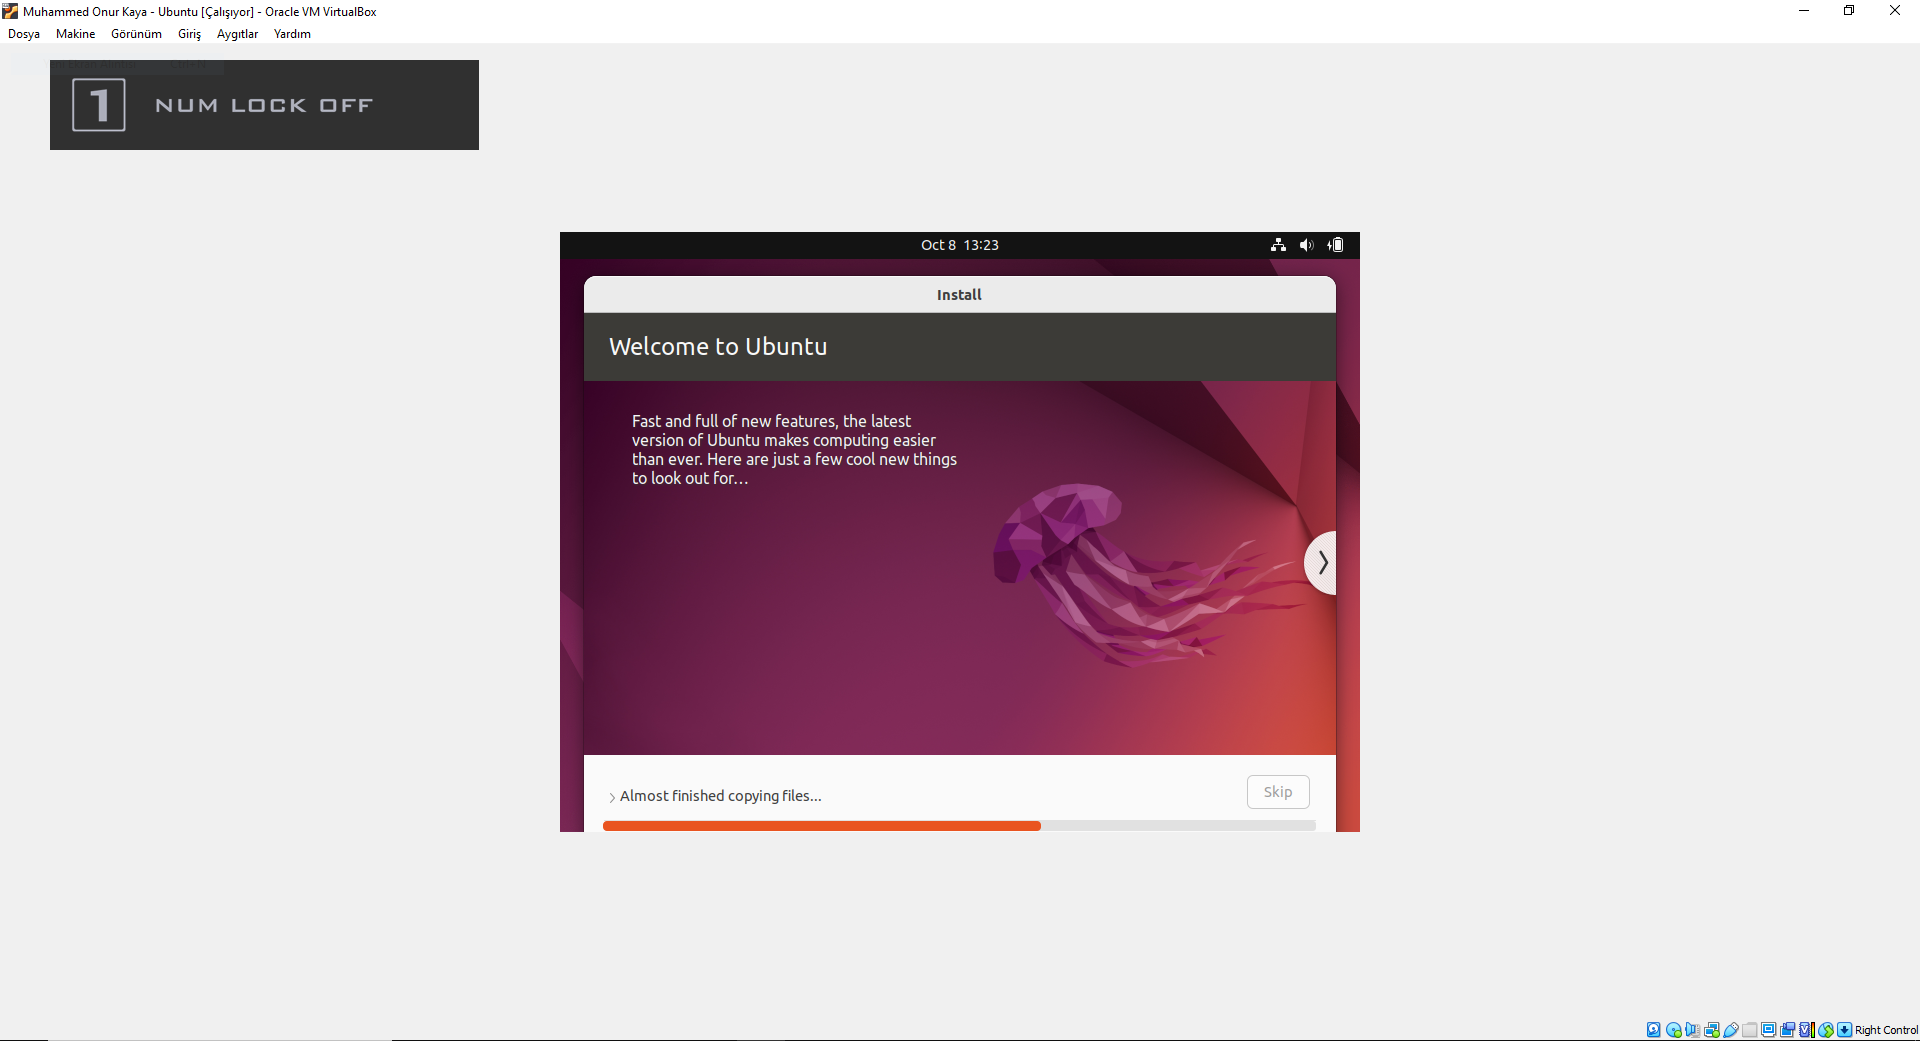 Muhammed Onur Kaya - Ubuntu [Çalışıyor] - Oracle VM VirtualBox
Dosya Makine Görünüm Giriş Aygıtlar Yardım
1 NUM LOCK OFF
Oct 8 13:23
Install
Welcome to Ubuntu
Fast and full of new features, the latest
version of Ubuntu makes computing easier
than ever. Here are just a few cool new things
to look out for…
Almost finished copying files...
Skip
Right Control